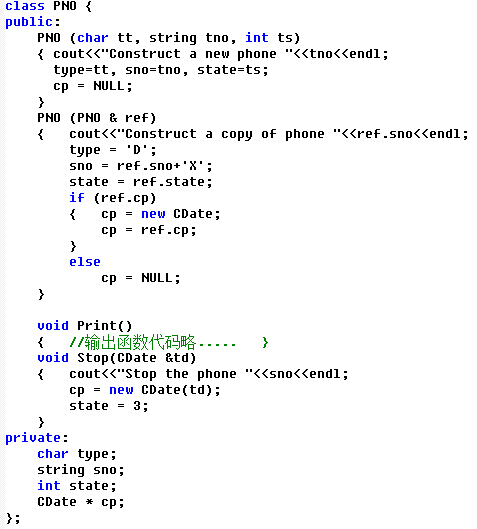 class PNO {
public:
    PNO (char tt, string tno, int ts)
    { cout<<"Construct a new phone "<<tno<<endl;
      type=tt, sno=tno, state=ts;
      cp = NULL;
    }
    PNO (PNO & ref)
    {   cout<<"Construct a copy of phone "<<ref.sno<<endl;
        type = 'D';
        sno = ref.sno+'X';
        state = ref.state;
        if (ref.cp)
        {   cp = new CDate;
            cp = ref.cp;
        }
        else
            cp = NULL;
    }
    void Print()
    {   //输出函数代码略.....   }
    void Stop(CDate &td)
    {   cout<<"Stop the phone "<<sno<<endl;
        cp = new CDate(td);
        state = 3;
    }
private:
    char type;
    string sno;
    int state;
    CDate * cp;
};